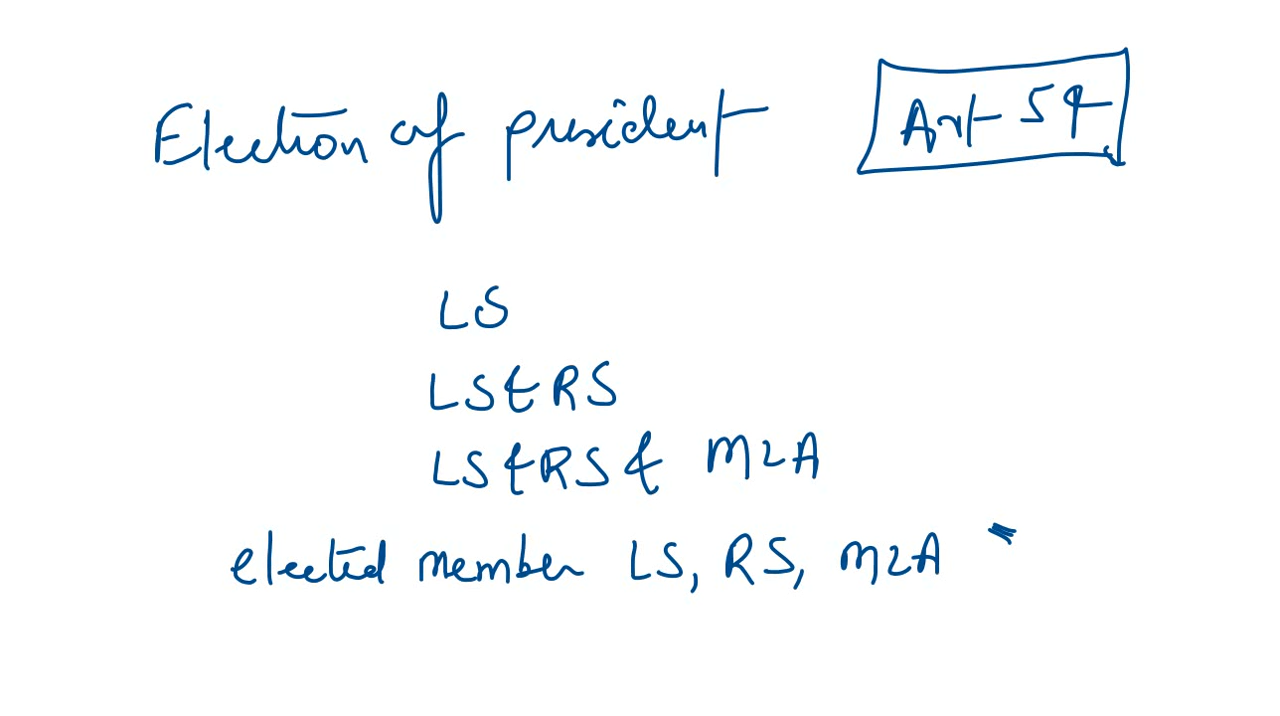 Election of president Art-54
LS
LS & RS
LS & RS & MLA
elected member LS, RS, MLA